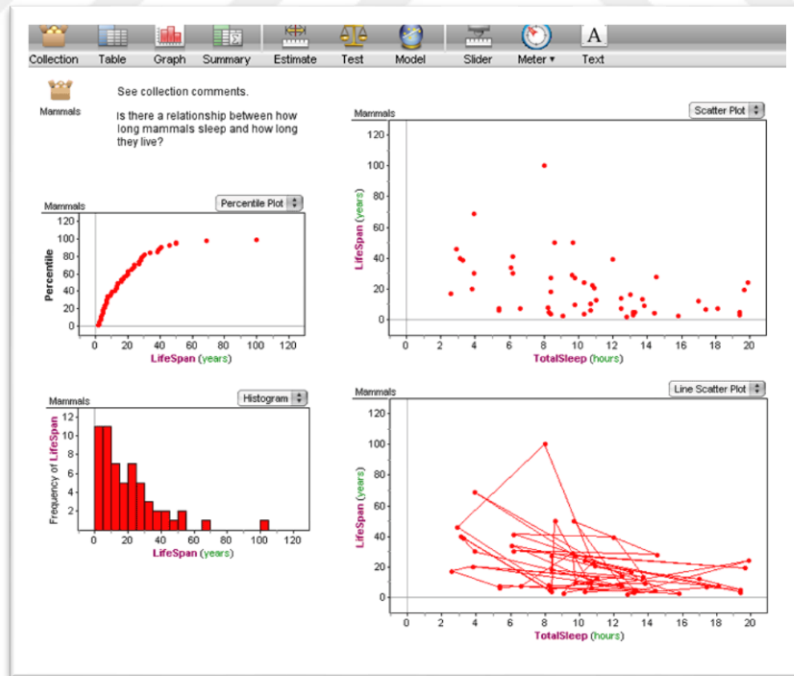 Collection Table Graph Summary Estimate Test Model Slider Meter ▾ A Text
Mammals
See collection comments.
Is there a relationship between how
long mammals sleep and how long
they live?
Mammals
Scatter Plot
LifeSpan (years)
120
100
80
60
40
20
0
0 2 4 6 8 10 12 14 16 18 20
TotalSleep (hours)
Mammals
Percentile Plot
Percentile
120
100
80
60
40
20
0
0 20 40 60 80 100 120
LifeSpan (years)
Mammals
Histogram
Frequency of LifeSpan
12
10
8
6
4
2
0 20 40 60 80 100 120
LifeSpan (years)
Mammals
Line Scatter Plot
LifeSpan (years)
120
100
80
60
40
20
0
0 2 4 6 8 10 12 14 16 18 20
TotalSleep (hours)